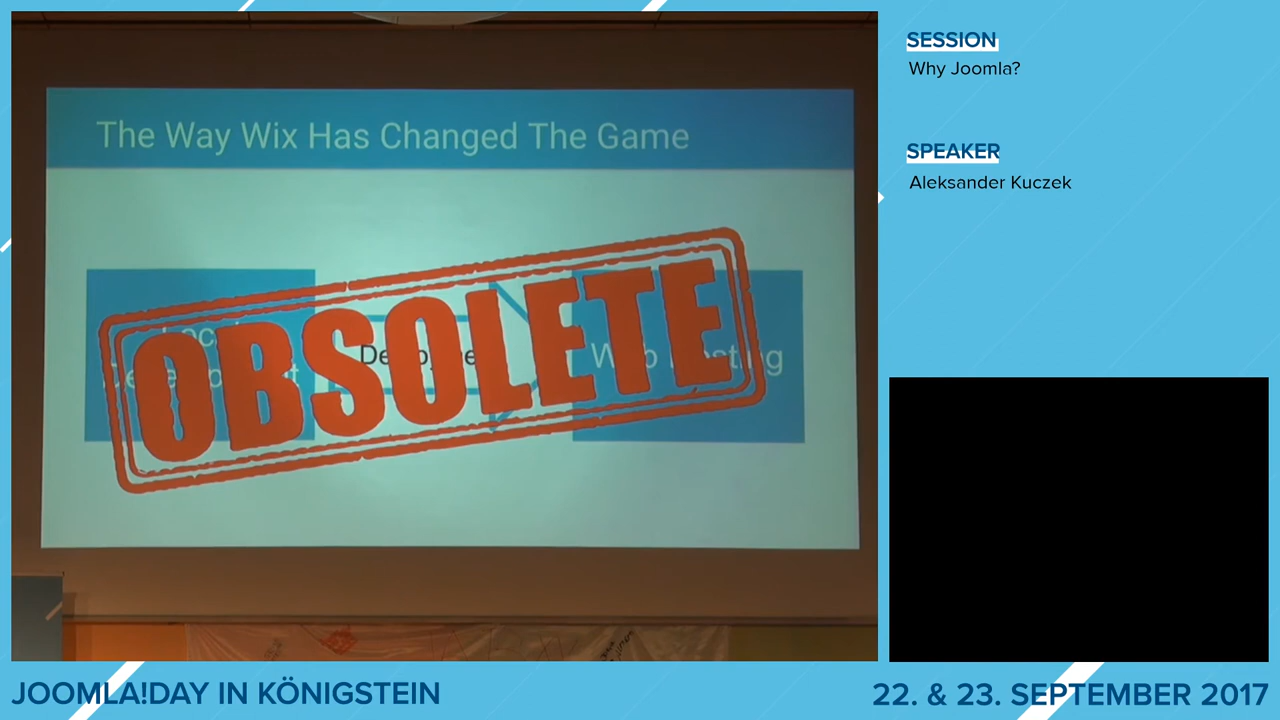 The Way Wix Has Changed The Game
OBSOLETE
SESSION
Why Joomla?
SPEAKER
Aleksander Kuczek
JOOMLA!DAY IN KÖNIGSTEIN
22. & 23. SEPTEMBER 2017